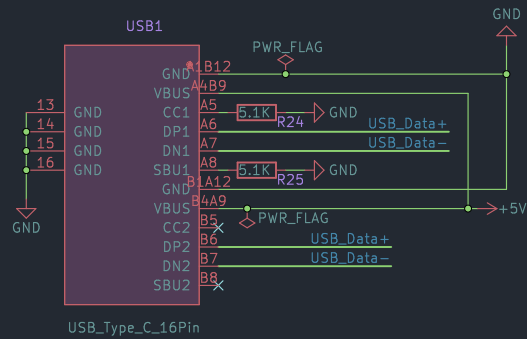 USB1
GND
PWR_FLAG
GND A1B12
VBUS A4B9
13 GND CC1 A5 5.1K R24 GND
14 GND DP1 A6 USB_Data+
15 GND DN1 A7 USB_Data-
16 GND SBU1 A8 5.1K R25 GND
GND B1A12
VBUS B4A9 +5V
GND CC2 B5 PWR_FLAG
DP2 B6 USB_Data+
DN2 B7 USB_Data-
SBU2 B8
USB_Type_C_16Pin